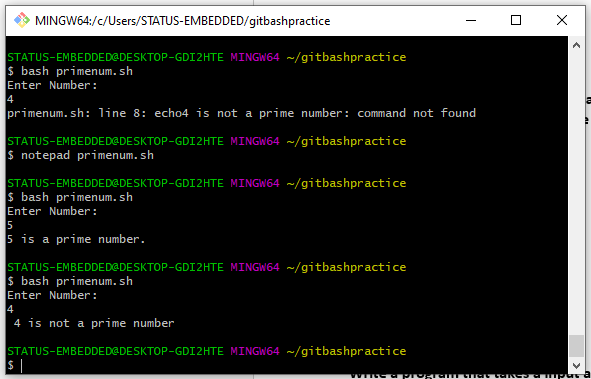 MINGW64:/c/Users/STATUS-EMBEDDED/gitbashpractice
STATUS-EMBEDDED@DESKTOP-GDI2HTE MINGW64 ~/gitbashpractice
$ bash primenum.sh
Enter Number:
4
primenum.sh: line 8: echo4 is not a prime number: command not found
STATUS-EMBEDDED@DESKTOP-GDI2HTE MINGW64 ~/gitbashpractice
$ notepad primenum.sh
STATUS-EMBEDDED@DESKTOP-GDI2HTE MINGW64 ~/gitbashpractice
$ bash primenum.sh
Enter Number:
5
5 is a prime number.
STATUS-EMBEDDED@DESKTOP-GDI2HTE MINGW64 ~/gitbashpractice
$ bash primenum.sh
Enter Number:
4
 4 is not a prime number
STATUS-EMBEDDED@DESKTOP-GDI2HTE MINGW64 ~/gitbashpractice
$
Write a program that takes a input a